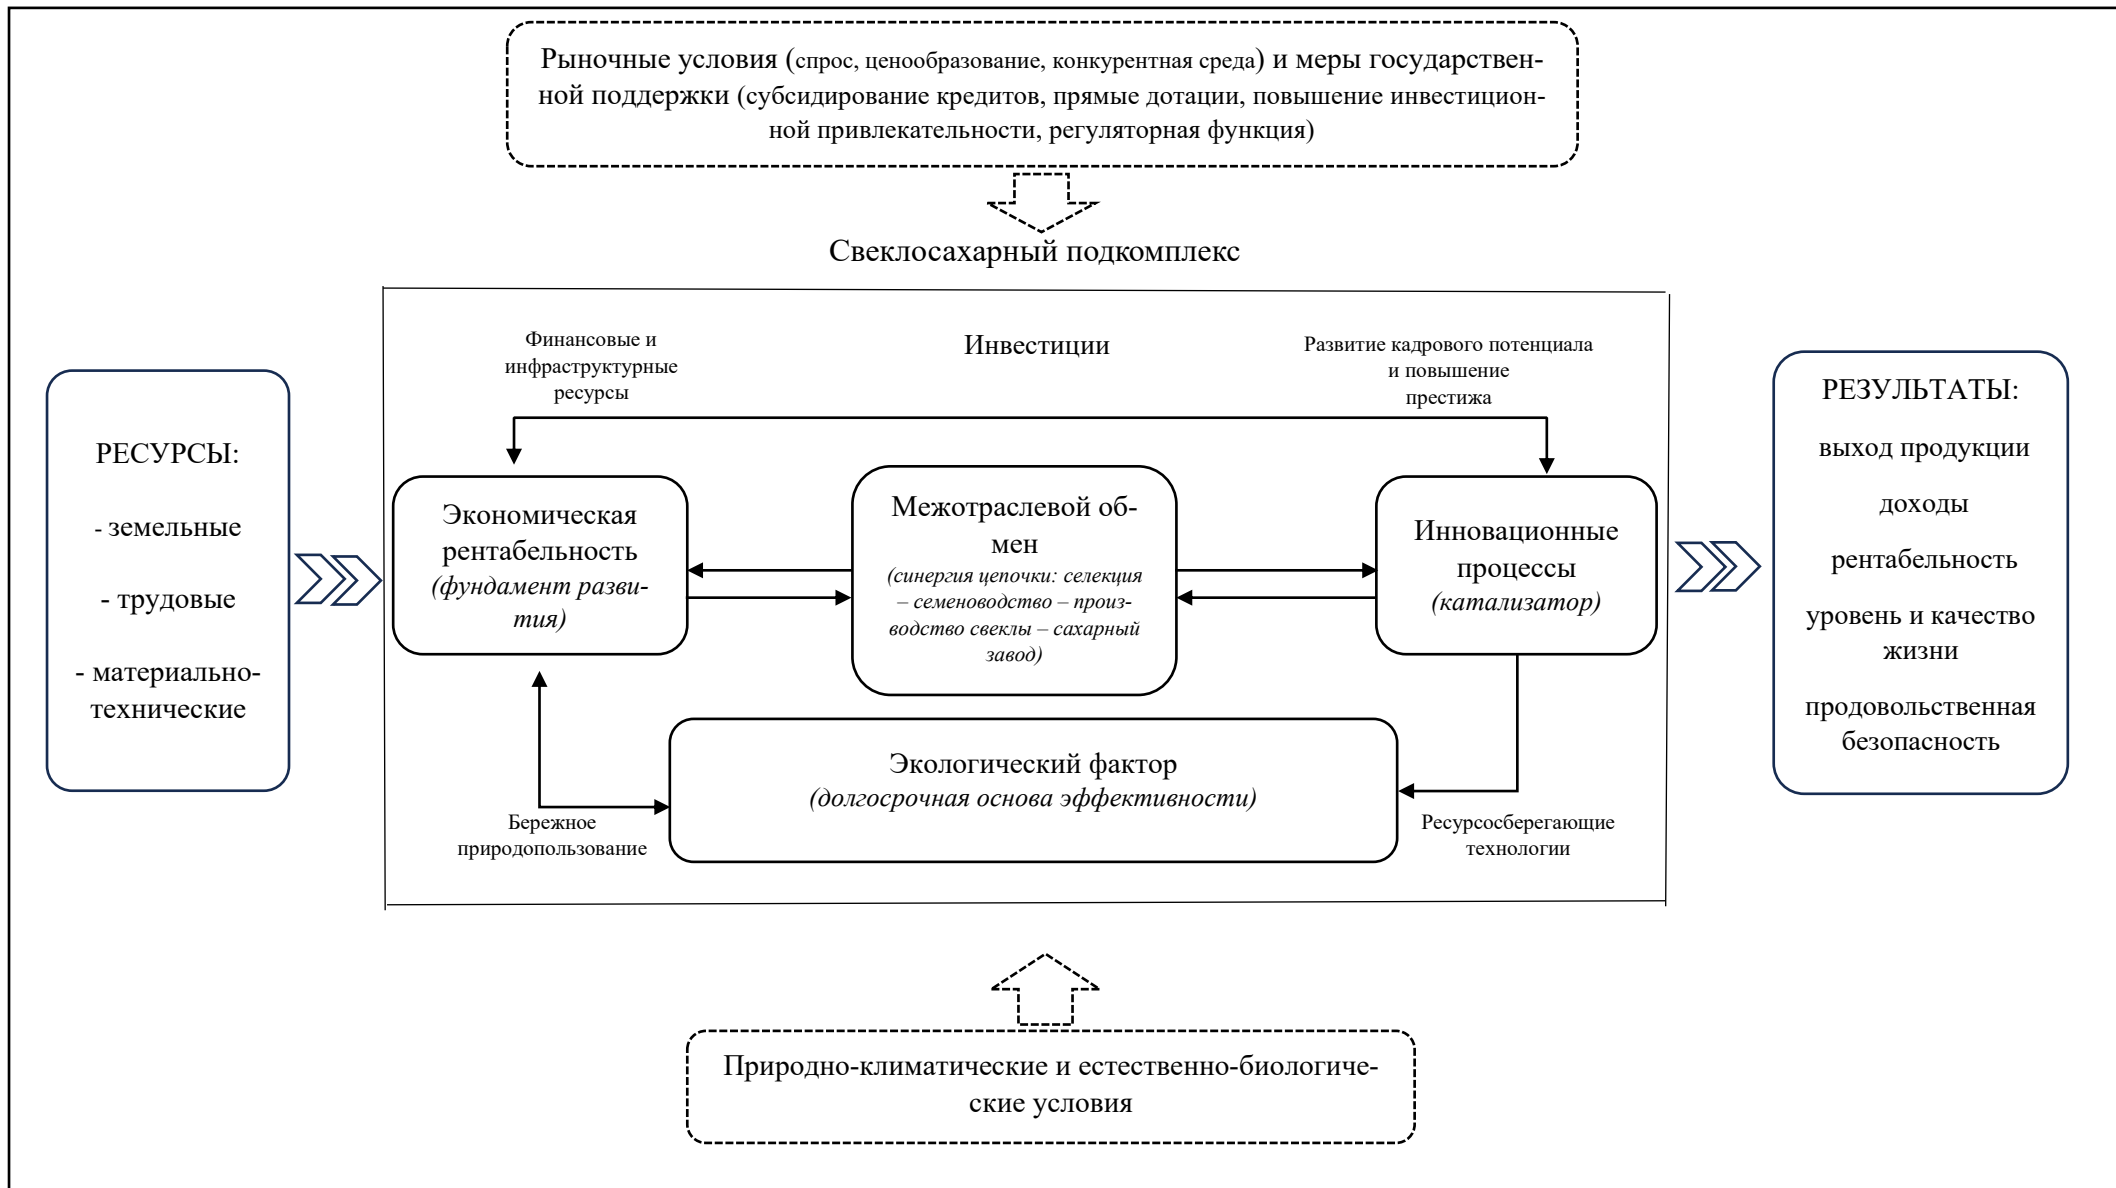 Рыночные условия (спрос, ценообразование, конкурентная среда) и меры государствен-
ной поддержки (субсидирование кредитов, прямые дотации, повышение инвестицион-
ной привлекательности, регуляторная функция)
Свеклосахарный подкомплекс
Финансовые и
инфраструктурные
ресурсы
Инвестиции
Развитие кадрового потенциала
и повышение
престижа
РЕСУРСЫ:
- земельные
- трудовые
- материально-
технические
Экономическая
рентабельность
(фундамент разви-
тия)
Межотраслевой об-
мен
(синергия цепочки: селекция
– семеноводство – произ-
водство свеклы – сахарный
завод)
Инновационные
процессы
(катализатор)
РЕЗУЛЬТАТЫ:
выход продукции
доходы
рентабельность
уровень и качество
жизни
продовольственная
безопасность
Экологический фактор
(долгосрочная основа эффективности)
Бережное
природопользование
Ресурсосберегающие
технологии
Природно-климатические и естественно-биологиче-
ские условия